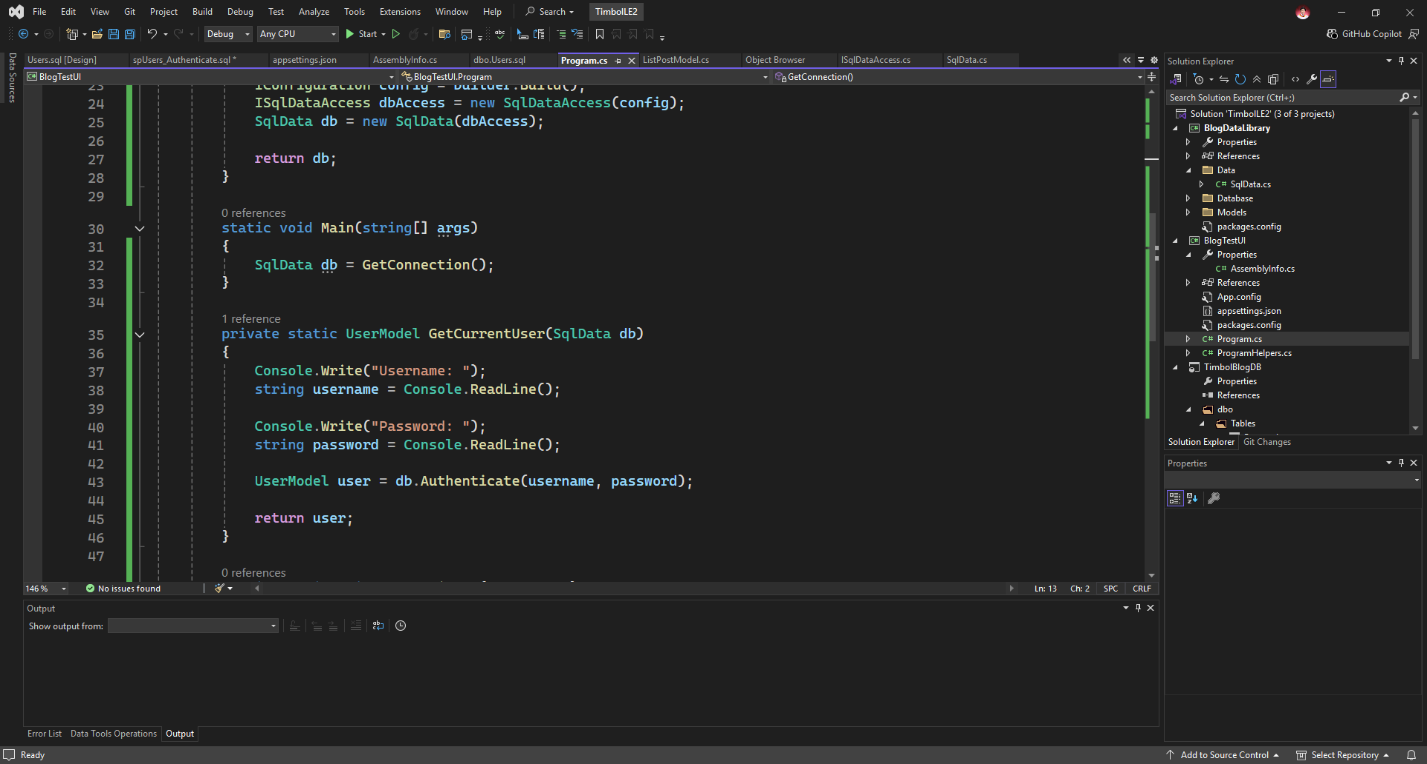 File Edit View Git Project Build Debug Test Analyze Tools Extensions Window Help Search TimbolLE2
Debug Any CPU Start GitHub Copilot
Data Sources
Users.sql [Design] spUsers_Authenticate.sql * appsettings.json AssemblyInfo.cs dbo.Users.sql Program.cs ListPostModel.cs Object Browser ISqlDataAccess.cs SqlData.cs
BlogTestUI BlogTestUI.Program GetConnection()
23 IConfiguration config = builder.Build();
24 ISqlDataAccess dbAccess = new SqlDataAccess(config);
25 SqlData db = new SqlData(dbAccess);
26
27 return db;
28 }
29
0 references
30 static void Main(string[] args)
31 {
32 SqlData db = GetConnection();
33 }
34
1 reference
35 private static UserModel GetCurrentUser(SqlData db)
36 {
37 Console.Write("Username: ");
38 string username = Console.ReadLine();
39
40 Console.Write("Password: ");
41 string password = Console.ReadLine();
42
43 UserModel user = db.Authenticate(username, password);
44
45 return user;
46 }
47
0 references
146 % No issues found Ln: 13 Ch: 2 SPC CRLF
Output
Show output from:
Error List Data Tools Operations Output
Solution Explorer
Search Solution Explorer (Ctrl+;)
Solution 'TimbolLE2' (3 of 3 projects)
BlogDataLibrary
Properties
References
Data
C# SqlData.cs
Database
Models
packages.config
BlogTestUI
Properties
C# AssemblyInfo.cs
References
App.config
appsettings.json
packages.config
C# Program.cs
C# ProgramHelpers.cs
TimbolBlogDB
Properties
References
dbo
Tables
Solution Explorer Git Changes
Properties
Ready Add to Source Control Select Repository